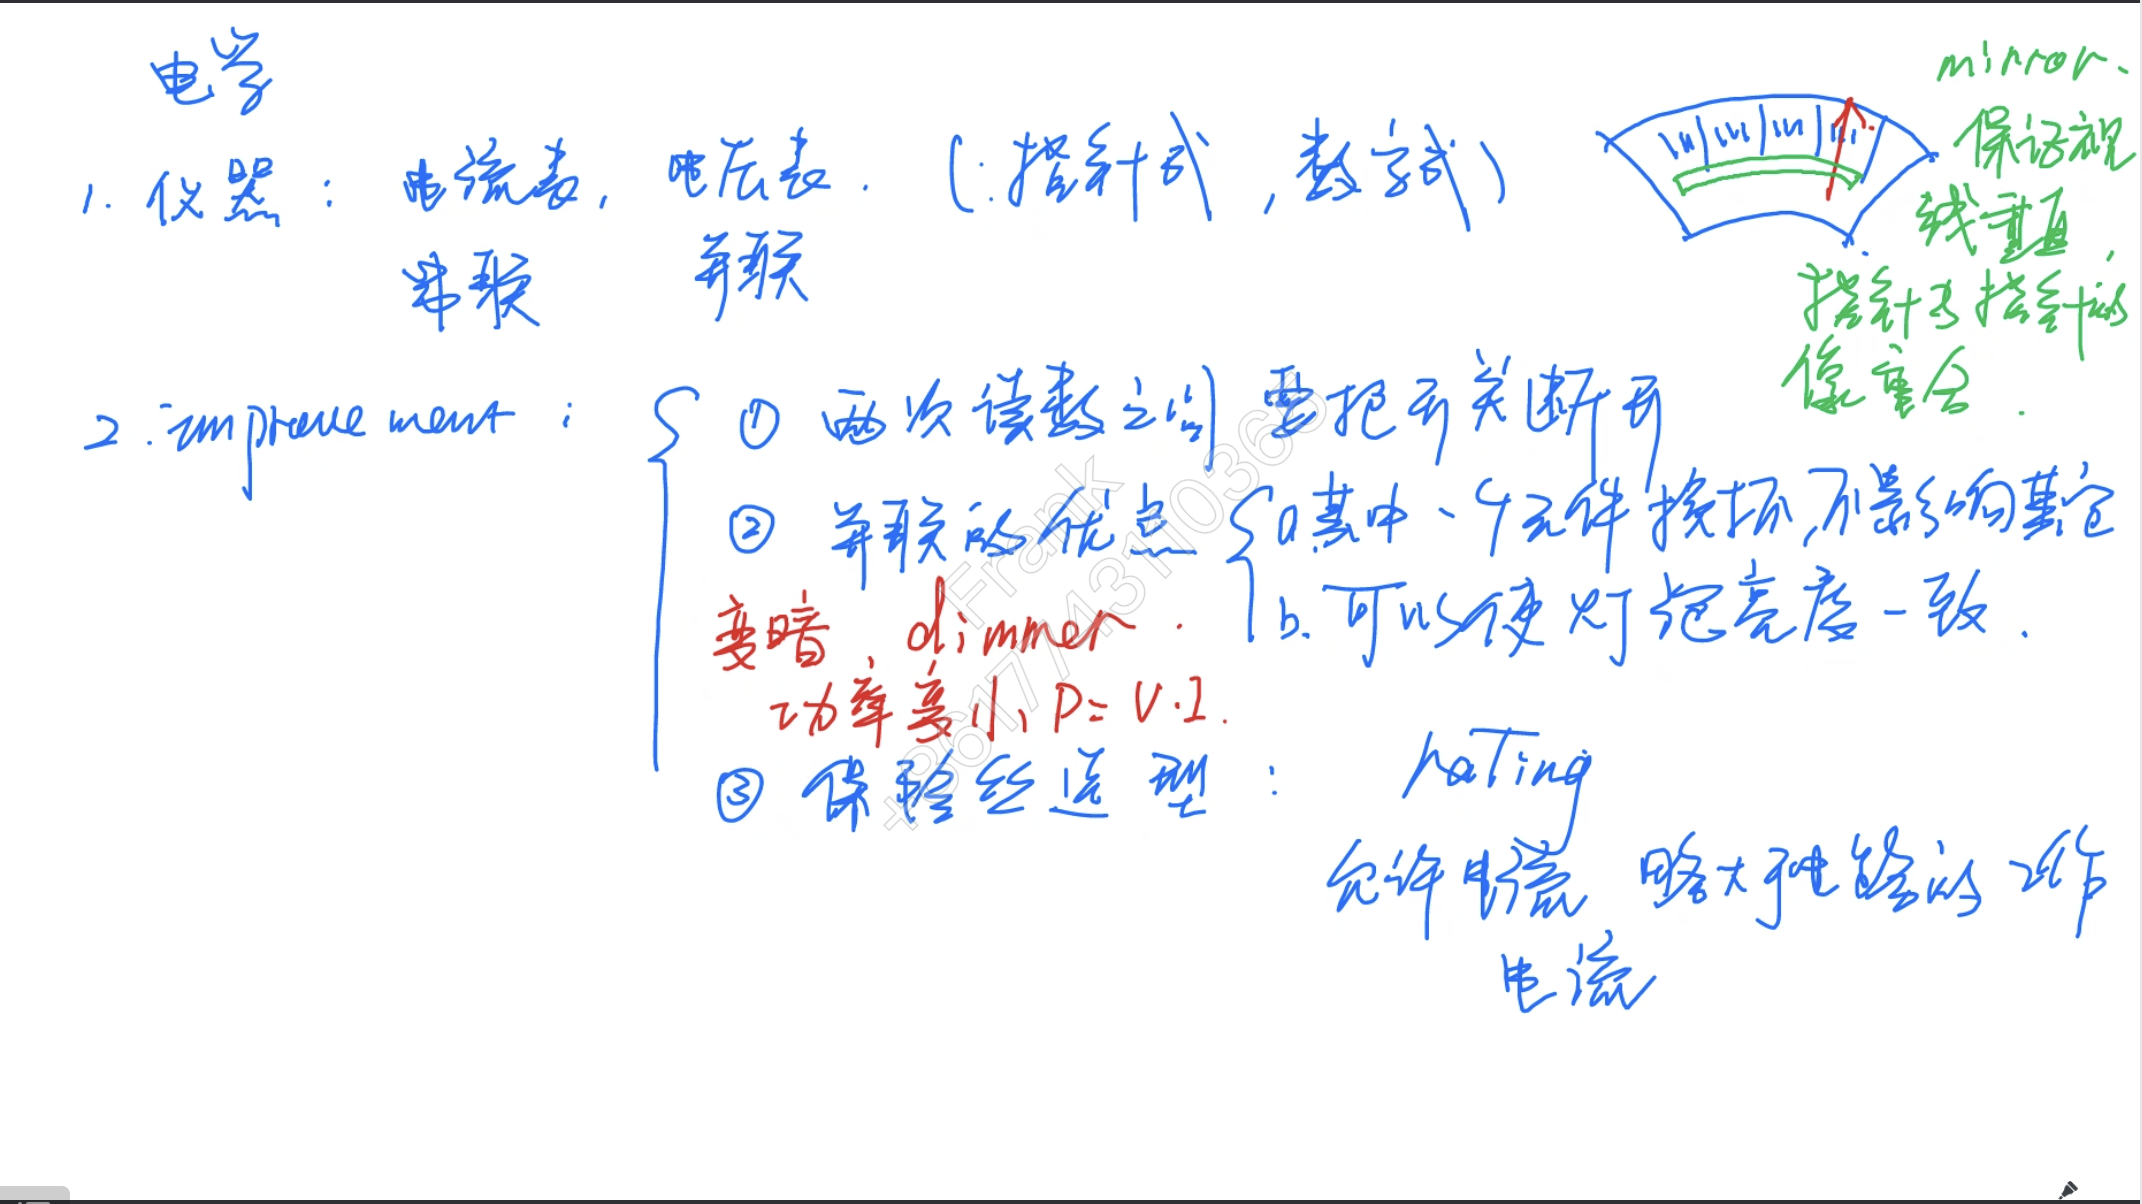 电学
mirror.
保证视
线垂直,
指针与指针的
像重合.
1. 仪器: 电流表, 电压表. (:指针式, 数字式)
串联 并联
2. improvement:
① 两次读数之间 要把开关断开
② 并联的优点
a 其中一个元件损坏,不影响其它
b. 可以使灯泡亮度一致.
变暗, dimmer.
功率变小, P= V·I.
③ 保险丝选型: rating
允许电流 略大于电路的工作
电流
Frank
+8617743110368